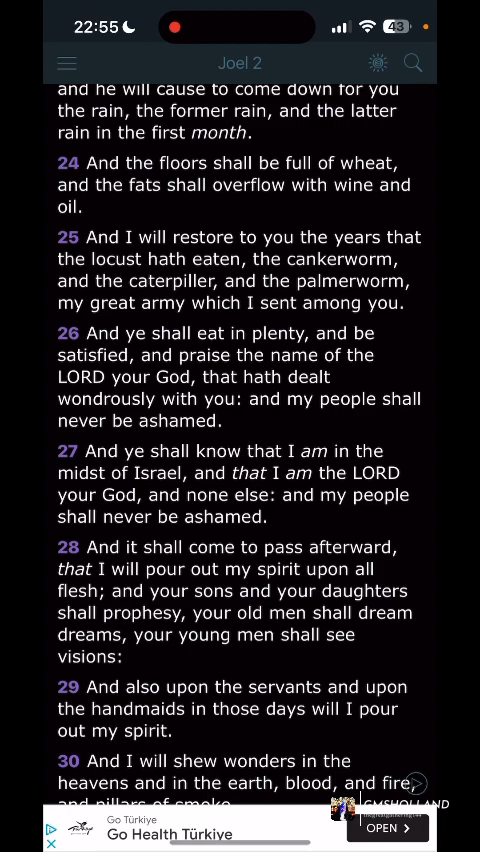 22:55
43
Joel 2
and he will cause to come down for you
the rain, the former rain, and the latter
rain in the first month.
24 And the floors shall be full of wheat,
and the fats shall overflow with wine and
oil.
25 And I will restore to you the years that
the locust hath eaten, the cankerworm,
and the caterpiller, and the palmerworm,
my great army which I sent among you.
26 And ye shall eat in plenty, and be
satisfied, and praise the name of the
LORD your God, that hath dealt
wondrously with you: and my people shall
never be ashamed.
27 And ye shall know that I am in the
midst of Israel, and that I am the LORD
your God, and none else: and my people
shall never be ashamed.
28 And it shall come to pass afterward,
that I will pour out my spirit upon all
flesh; and your sons and your daughters
shall prophesy, your old men shall dream
dreams, your young men shall see
visions:
29 And also upon the servants and upon
the handmaids in those days will I pour
out my spirit.
30 And I will shew wonders in the
heavens and in the earth, blood, and fire,
and pillars of smoke.
GMSHOLLAND
Go Türkiye
Go Health Türkiye
OPEN